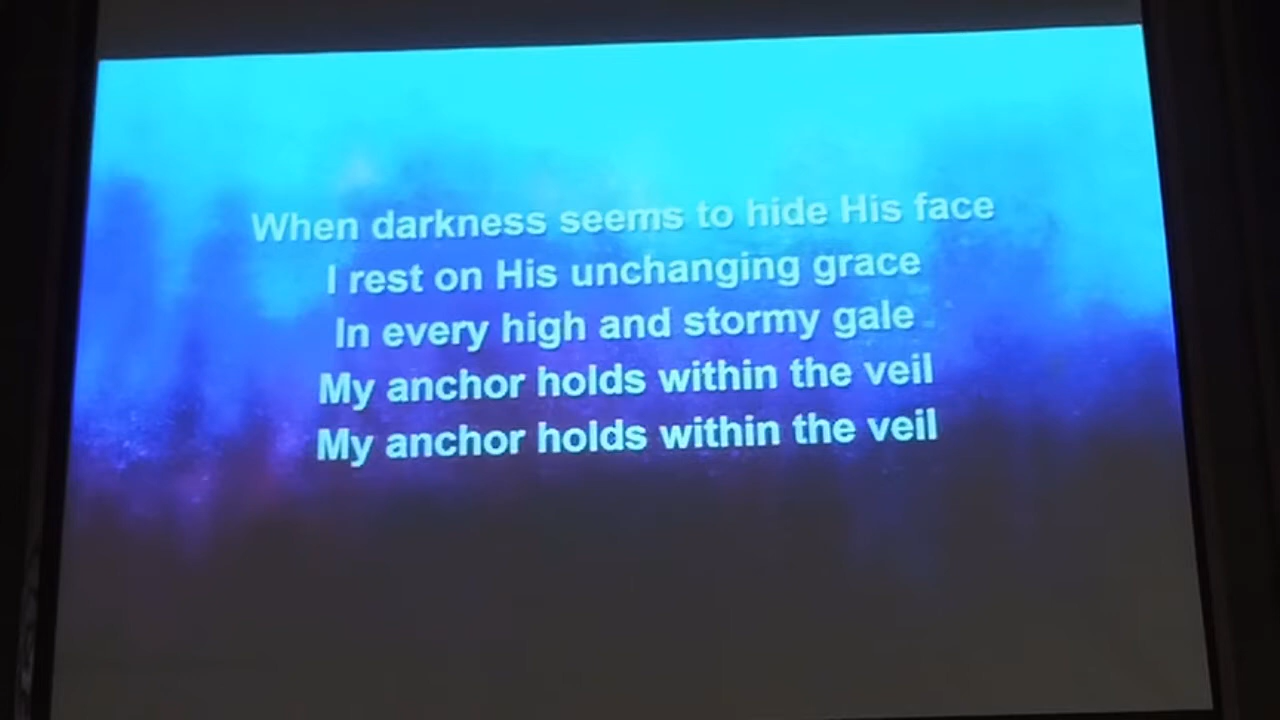 When darkness seems to hide His face
I rest on His unchanging grace
In every high and stormy gale
My anchor holds within the veil
My anchor holds within the veil